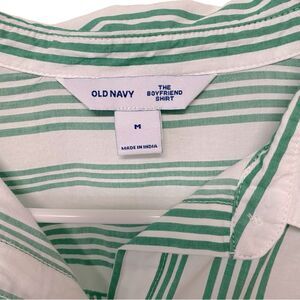 OLD NAVY
THE
BOYFRIEND
SHIRT
M
MADE IN INDIA